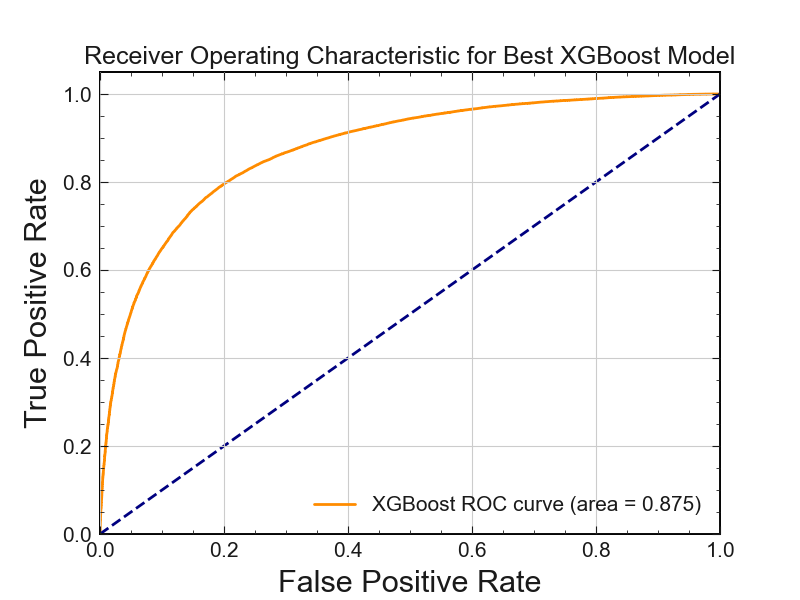 Receiver Operating Characteristic for Best XGBoost Model
True Positive Rate
1.0
0.8
0.6
0.4
0.2
0.0
XGBoost ROC curve (area = 0.875)
0.0 0.2 0.4 0.6 0.8 1.0
False Positive Rate